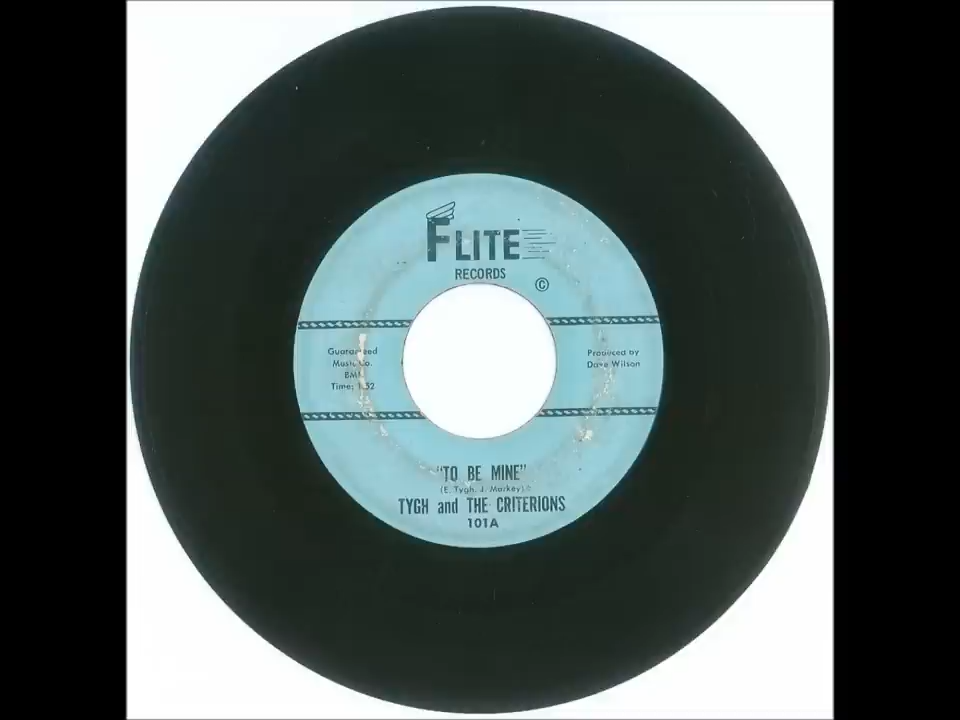 FLITE
RECORDS
©
Guaranteed
Music Co.
BMI
Time: 1:52
Produced by
Dave Wilson
"TO BE MINE"
(E. Tygh, J. Markey)
TYGH and THE CRITERIONS
101A